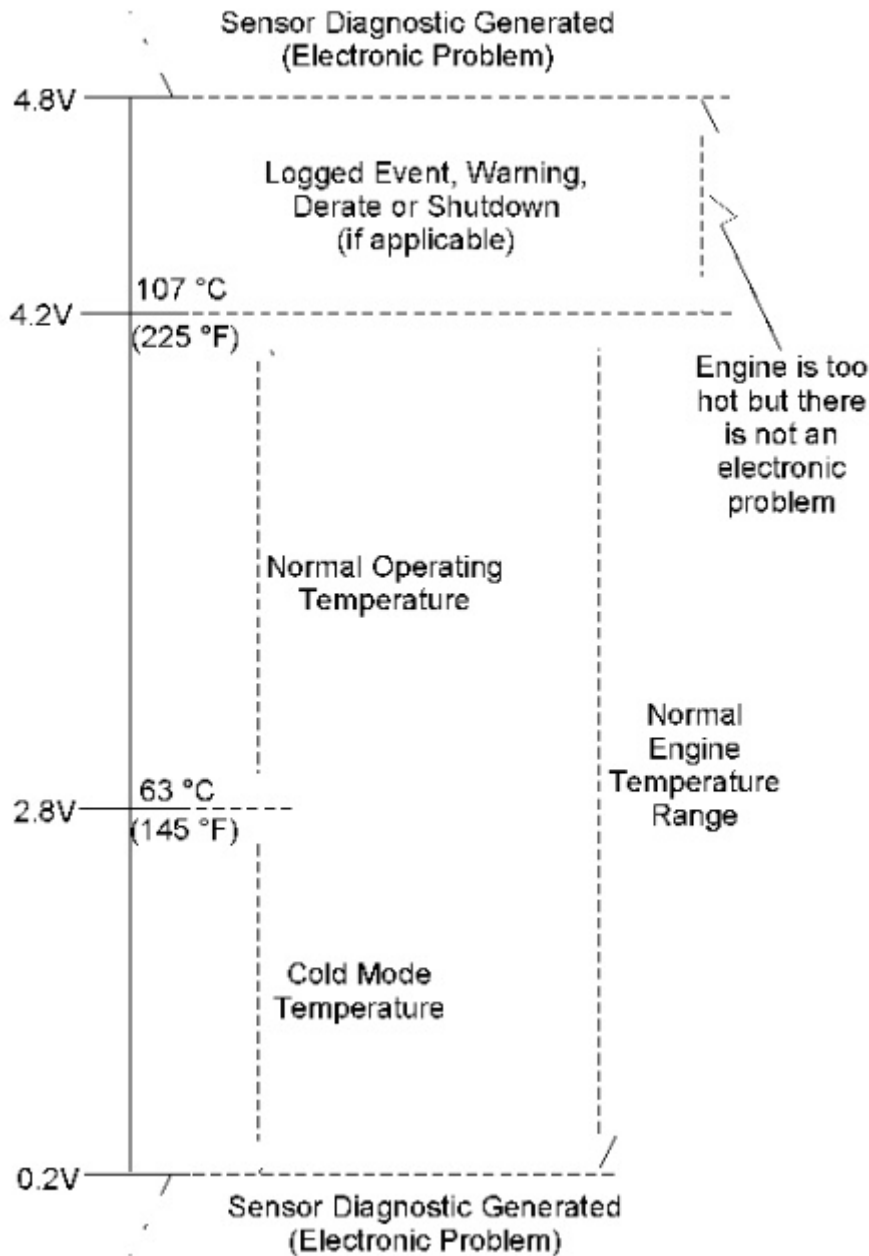 Sensor Diagnostic Generated
(Electronic Problem)
4.8V
Logged Event, Warning,
Derate or Shutdown
(if applicable)
107 °C
4.2V
(225 °F)
Engine is too
hot but there
is not an
electronic
problem
Normal Operating
Temperature
Normal
Engine
Temperature
Range
63 °C
2.8V
(145 °F)
Cold Mode
Temperature
0.2V
Sensor Diagnostic Generated
(Electronic Problem)